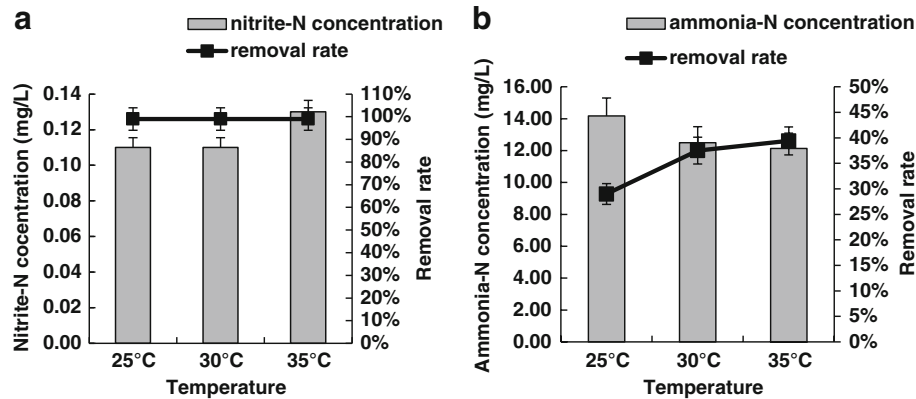 a
nitrite-N concentration
removal rate
Nitrite-N cocentration (mg/L)
0.14
0.12
0.10
0.08
0.06
0.04
0.02
0.00
110%
100%
90%
80%
70%
60%
50%
40%
30%
20%
10%
0%
Removal rate
25°C 30°C 35°C
Temperature
b
ammonia-N concentration
removal rate
Ammonia-N concentration (mg/L)
16.00
14.00
12.00
10.00
8.00
6.00
4.00
2.00
0.00
50%
45%
40%
35%
30%
25%
20%
15%
10%
5%
0%
Removal rate
25°C 30°C 35°C
Temperature